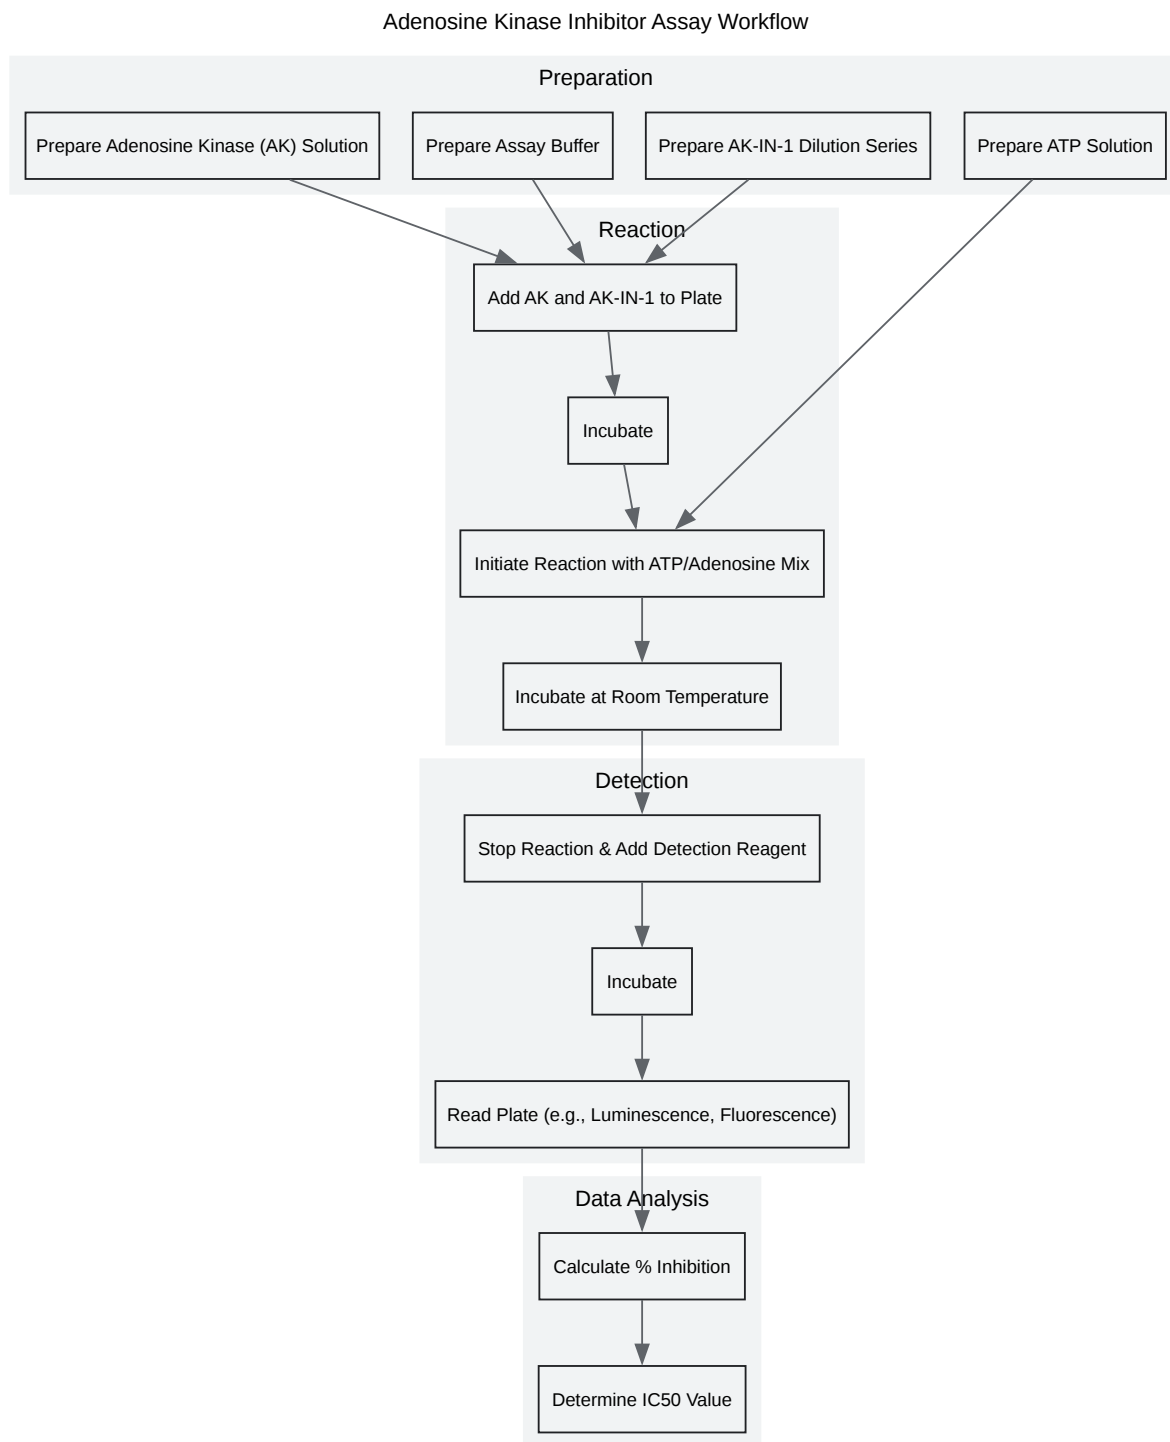 Adenosine Kinase Inhibitor Assay Workflow
Preparation
Prepare Adenosine Kinase (AK) Solution
Prepare Assay Buffer
Prepare AK-IN-1 Dilution Series
Prepare ATP Solution
Reaction
Add AK and AK-IN-1 to Plate
Incubate
Initiate Reaction with ATP/Adenosine Mix
Incubate at Room Temperature
Detection
Stop Reaction & Add Detection Reagent
Incubate
Read Plate (e.g., Luminescence, Fluorescence)
Data Analysis
Calculate % Inhibition
Determine IC50 Value